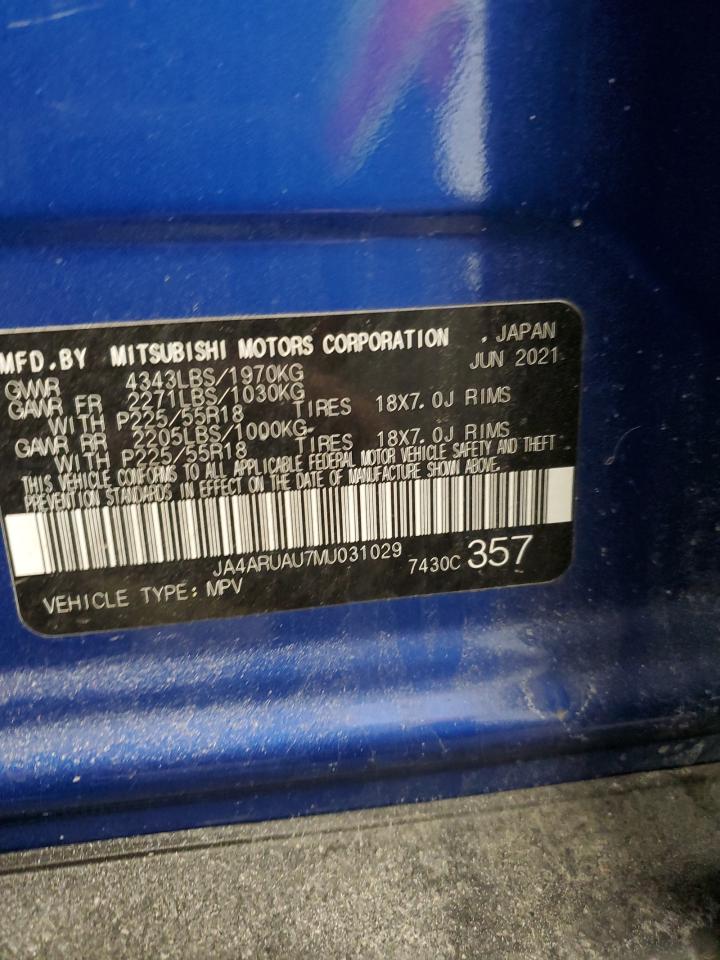 MFD.BY MITSUBISHI MOTORS CORPORATION . JAPAN
JUN 2021
GVWR 4343LBS/1970KG
GAWR FR 2271LBS/1030KG
WITH P225/55R18 TIRES 18X7.0J RIMS
GAWR RR 2205LBS/1000KG
WITH P225/55R18 TIRES 18X7.0J RIMS
THIS VEHICLE CONFORMS TO ALL APPLICABLE FEDERAL MOTOR VEHICLE SAFETY AND THEFT
PREVENTION STANDARDS IN EFFECT ON THE DATE OF MANUFACTURE SHOWN ABOVE.
JA4ARUAU7MU031029
7430C 357
VEHICLE TYPE: MPV